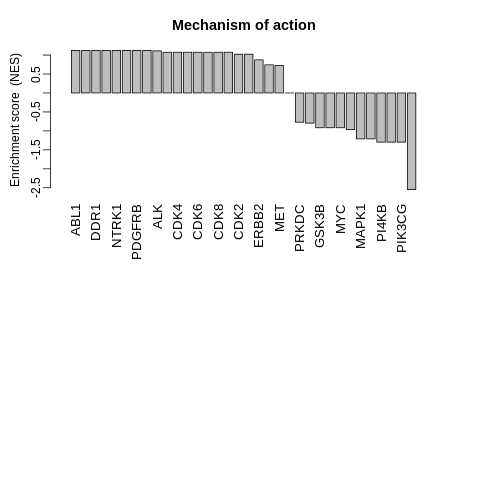 Mechanism of action
Enrichment score (NES)
0.5
-0.5
-1.5
-2.5
ABL1
DDR1
NTRK1
PDGFRB
ALK
CDK4
CDK6
CDK8
CDK2
ERBB2
MET
PRKDC
GSK3B
MYC
MAPK1
PI4KB
PIK3CG